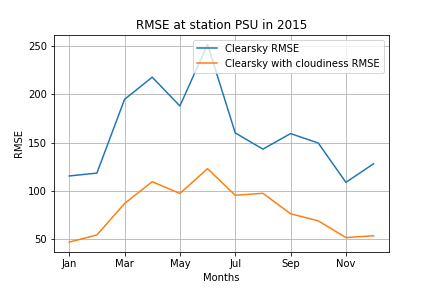 RMSE at station PSU in 2015
Clearsky RMSE
Clearsky with cloudiness RMSE
RMSE
250
200
150
100
50
Jan Mar May Jul Sep Nov
Months